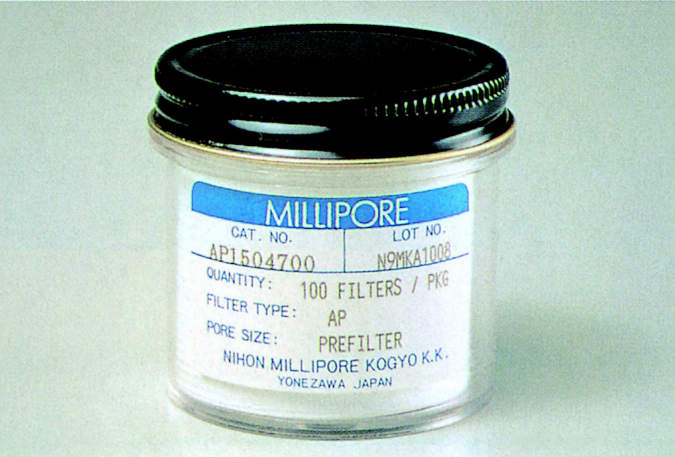 MILLIPORE
CAT. NO. LOT NO.
AP1504700 N9MKA1008
QUANTITY: 100 FILTERS / PKG
FILTER TYPE: AP
PORE SIZE: PREFILTER
NIHON MILLIPORE KOGYO K.K.
YONEZAWA JAPAN